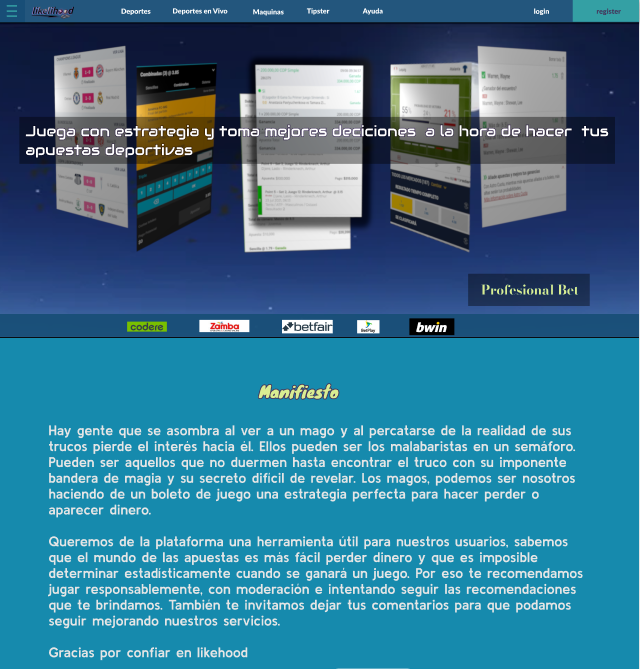 likelihood Deportes Deportes en Vivo Maquinas Tipster Ayuda login register
Juega con estrategia y toma mejores deciciones a la hora de hacer tus
apuestas deportivas
Profesional Bet
codere Zamba betfair BetPlay bwin
Manifiesto
Hay gente que se asombra al ver a un mago y al percatarse de la realidad de sus
trucos pierde el interés hacia él. Ellos pueden ser los malabaristas en un semáforo.
Pueden ser aquellos que no duermen hasta encontrar el truco con su imponente
bandera de magia y su secreto difícil de revelar. Los magos, podemos ser nosotros
haciendo de un boleto de juego una estrategia perfecta para hacer perder o
aparecer dinero.
Queremos de la plataforma una herramienta útil para nuestros usuarios, sabemos
que el mundo de las apuestas es más fácil perder dinero y que es imposible
determinar estadísticamente cuando se ganará un juego. Por eso te recomendamos
jugar responsablemente, con moderación e intentando seguir las recomendaciones
que te brindamos. También te invitamos dejar tus comentarios para que podamos
seguir mejorando nuestros servicios.
Gracias por confiar en likehood